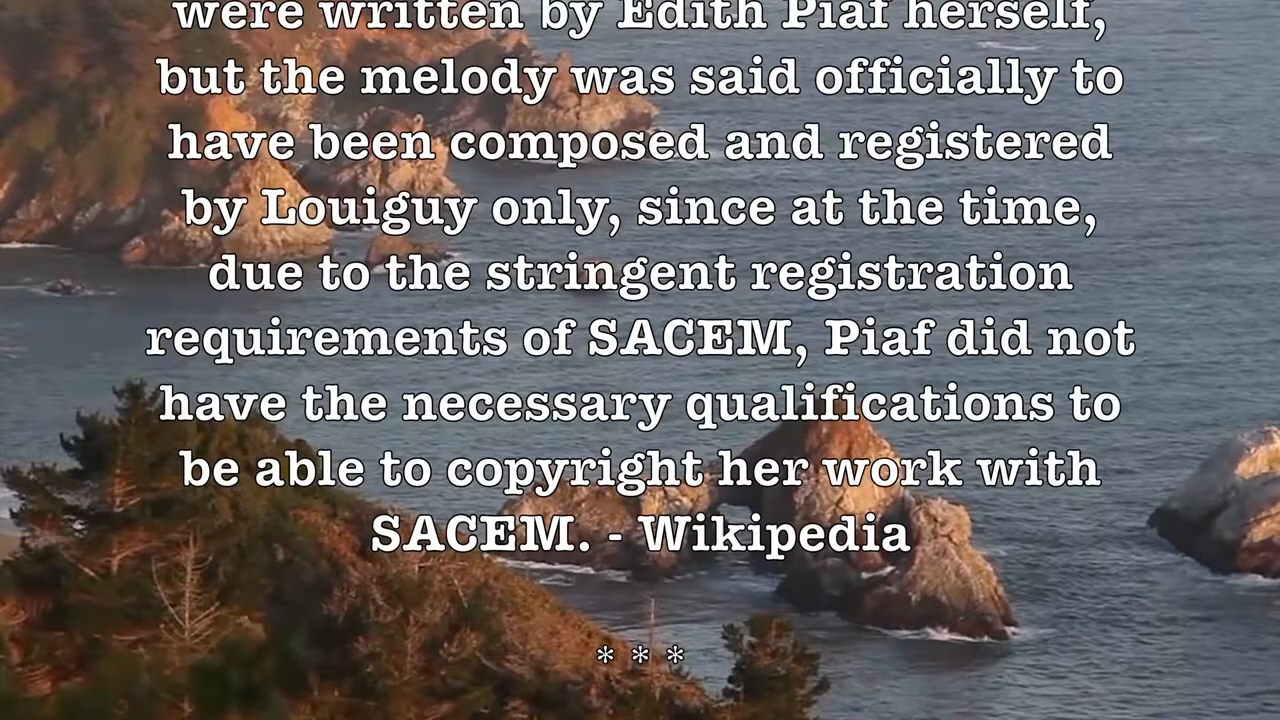 were written by Edith Piaf herself,
but the melody was said officially to
have been composed and registered
by Louiguy only, since at the time,
due to the stringent registration
requirements of SACEM, Piaf did not
have the necessary qualifications to
be able to copyright her work with
SACEM. - Wikipedia
* * *